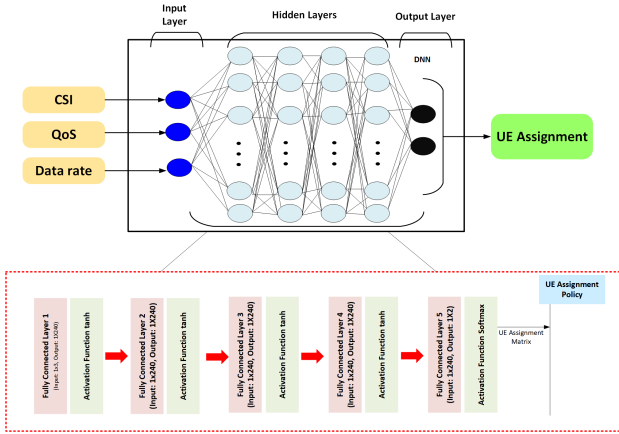 Input
Layer
Hidden Layers
Output Layer
DNN
CSI
QoS
Data rate
UE Assignment
UE Assignment
Policy
Fully Connected Layer 1
(Input: 1x5, Output: 1X240)
Activation Function tanh
Fully Connected Layer 2
(Input: 1x240, Output: 1X240)
Activation Function tanh
Fully Connected Layer 3
(Input: 1x240, Output: 1X240)
Activation Function tanh
Fully Connected Layer 4
(Input: 1x240, Output: 1X240)
Activation Function tanh
Fully Connected Layer 5
(Input: 1x240, Output: 1X2)
Activation Function Softmax
UE Assignment
Matrix